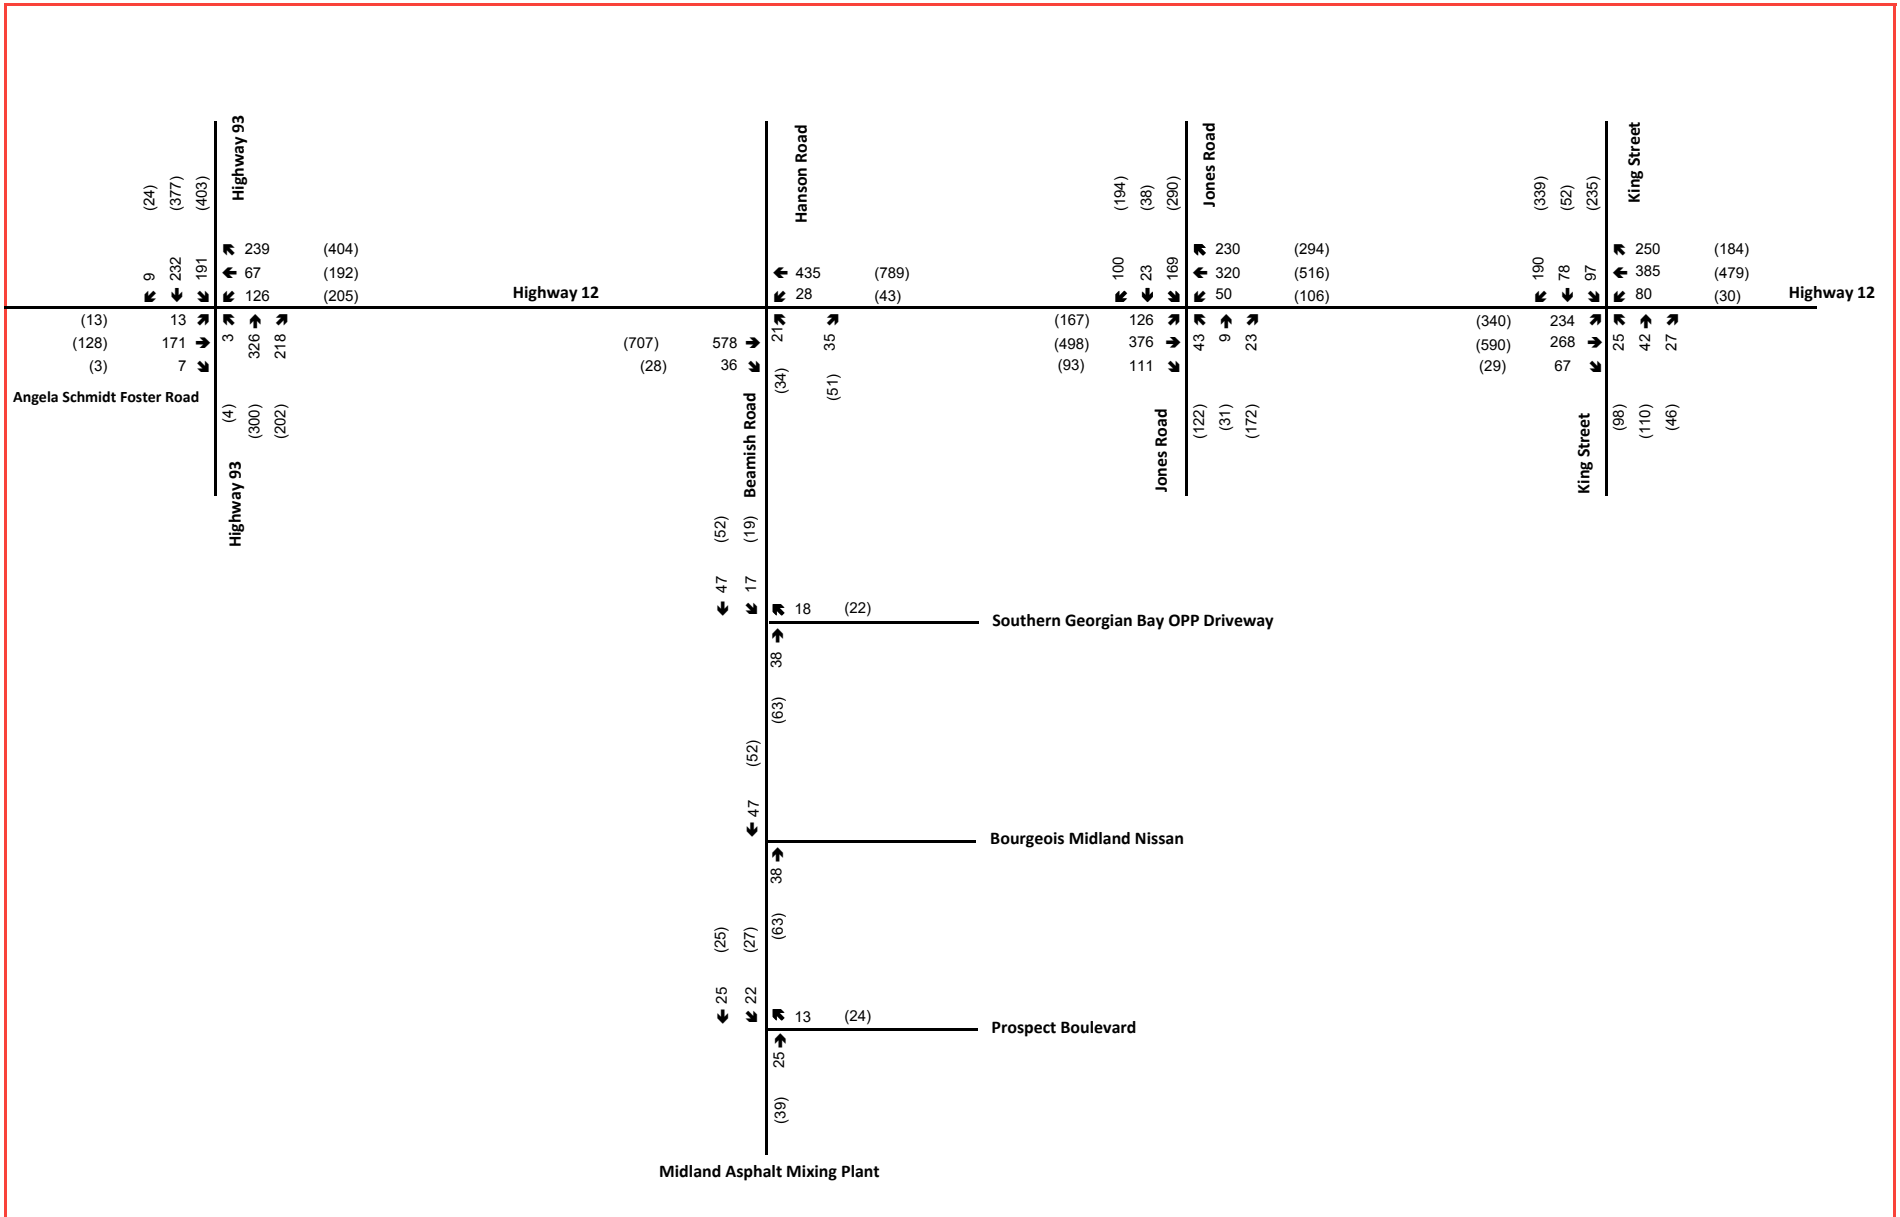 Highway 93
Hanson Road
Jones Road
King Street
(24) (377) (403)
(194) (38) (290)
(339) (52) (235)
9 232 191
239 (404)
67 (192)
126 (205)
Highway 12
435 (789)
28 (43)
100 23 169
230 (294)
320 (516)
50 (106)
190 78 97
250 (184)
385 (479)
80 (30)
Highway 12
(13) 13
(128) 171
(3) 7
3 326 218
(4) (300) (202)
Angela Schmidt Foster Road
Highway 93
(707) 578
(28) 36
21 35
(34) (51)
Beamish Road
(167) 126
(498) 376
(93) 111
43 9 23
(122) (31) (172)
Jones Road
(340) 234
(590) 268
(29) 67
25 42 27
(98) (110) (46)
King Street
(52) (19)
47 17
18 (22)
Southern Georgian Bay OPP Driveway
38
(63)
(52)
47
Bourgeois Midland Nissan
38
(63)
(25) (27)
25 22
13 (24)
Prospect Boulevard
25
(39)
Midland Asphalt Mixing Plant